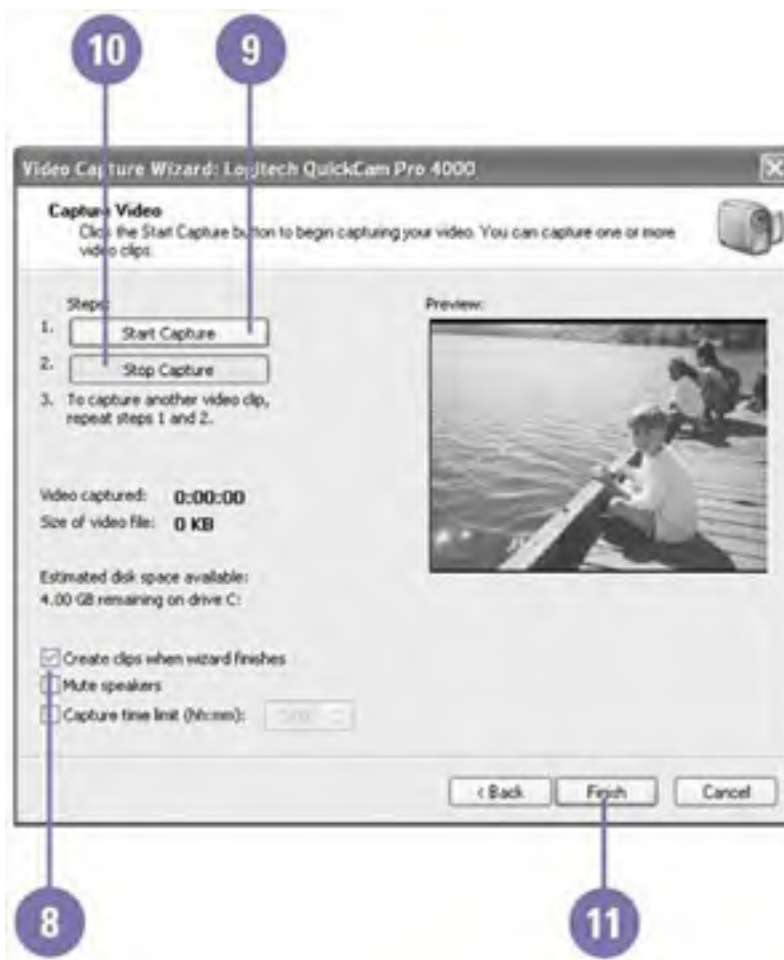 10 9
Video Capture Wizard: Logitech QuickCam Pro 4000
Capture Video
Click the Start Capture button to begin capturing your video. You can capture one or more
video clips.
Steps:
Preview:
1. Start Capture
2. Stop Capture
3. To capture another video clip,
repeat steps 1 and 2.
Video captured: 0:00:00
Size of video file: 0 KB
Estimated disk space available:
4.00 GB remaining on drive C:
Create clips when wizard finishes
Mute speakers
Capture time limit (hh:mm):
< Back Finish Cancel
8 11